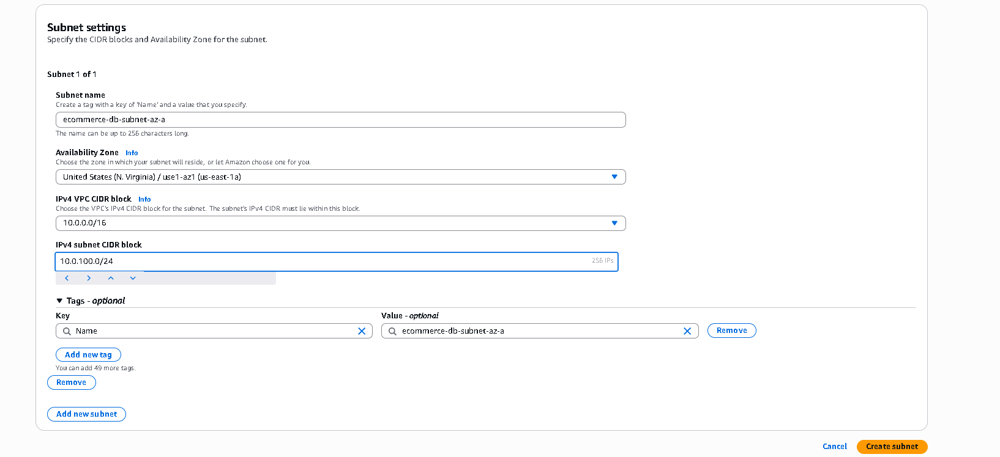 Subnet settings
Specify the CIDR blocks and Availability Zone for the subnet.
Subnet 1 of 1
Subnet name
Create a tag with a key of 'Name' and a value that you specify.
ecommerce-db-subnet-az-a
The name can be up to 256 characters long.
Availability Zone Info
Choose the zone in which your subnet will reside, or let Amazon choose one for you.
United States (N. Virginia) / use1-az1 (us-east-1a)
IPv4 VPC CIDR block Info
Choose the VPC's IPv4 CIDR block for the subnet. The subnet's IPv4 CIDR must lie within this block.
10.0.0.0/16
IPv4 subnet CIDR block
10.0.100.0/24 256 IPs
Tags - optional
Key Value - optional
Name ecommerce-db-subnet-az-a Remove
Add new tag
You can add 49 more tags.
Remove
Add new subnet
Cancel Create subnet